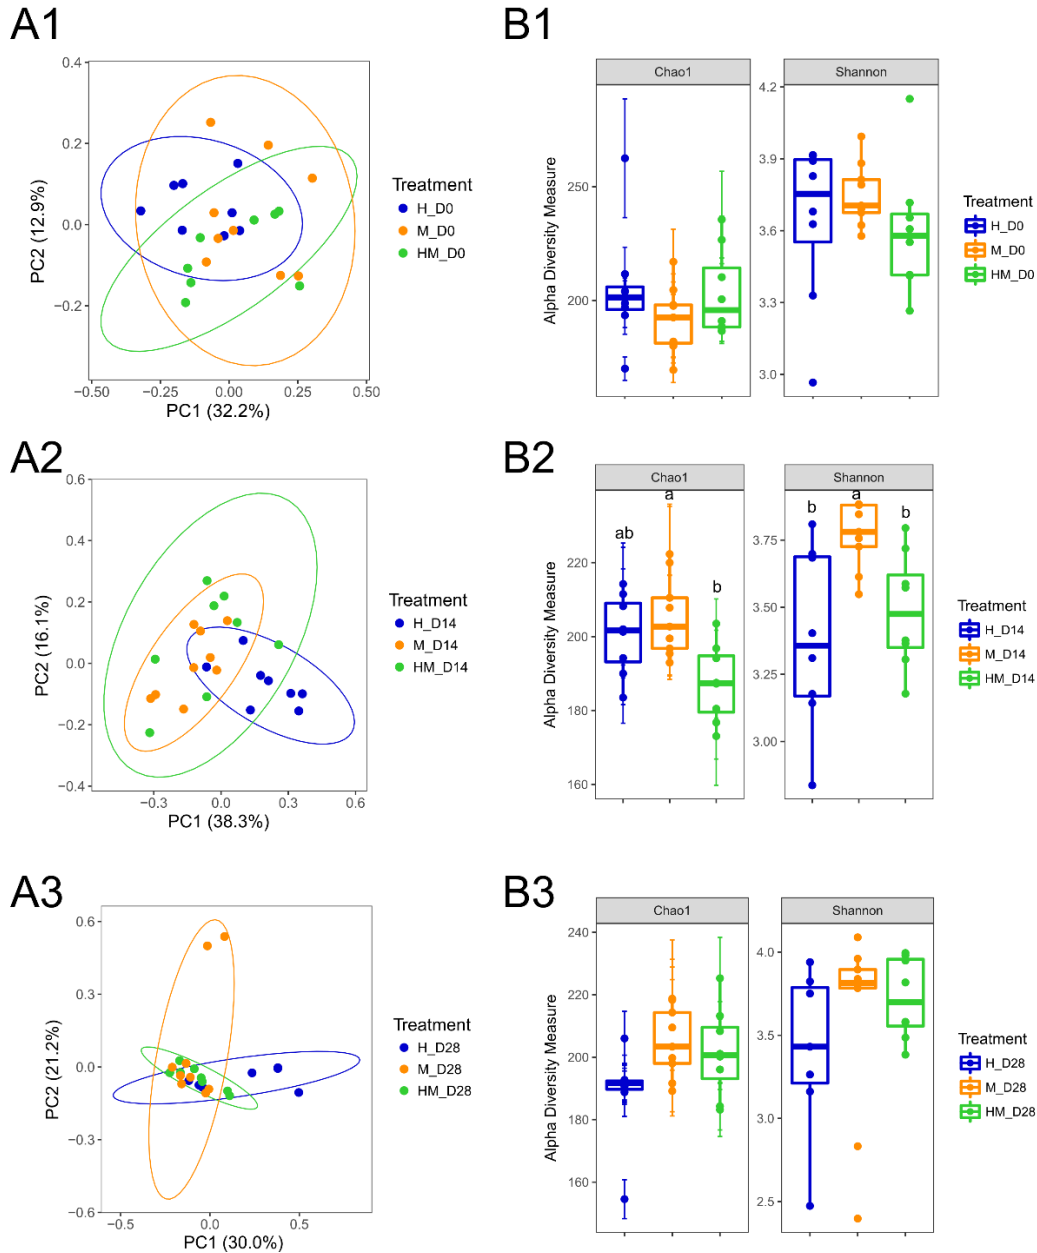 A1
0.4
0.2
0.0
−0.2
PC2 (12.9%)
−0.50
−0.25
0.00
0.25
0.50
PC1 (32.2%)
Treatment
H_D0
M_D0
HM_D0
B1
Chao1
Shannon
Alpha Diversity Measure
250
200
4.2
3.9
3.6
3.3
3.0
Treatment
H_D0
M_D0
HM_D0
A2
0.6
0.4
0.2
0.0
−0.2
−0.4
PC2 (16.1%)
−0.3
0.0
0.3
0.6
PC1 (38.3%)
Treatment
H_D14
M_D14
HM_D14
B2
Chao1
Shannon
Alpha Diversity Measure
220
200
180
160
ab
a
b
3.75
3.50
3.25
3.00
b
a
b
Treatment
H_D14
M_D14
HM_D14
A3
0.6
0.3
0.0
−0.3
−0.6
PC2 (21.2%)
−0.5
0.0
0.5
PC1 (30.0%)
Treatment
H_D28
M_D28
HM_D28
B3
Chao1
Shannon
Alpha Diversity Measure
240
220
200
180
160
4.0
3.5
3.0
2.5
Treatment
H_D28
M_D28
HM_D28